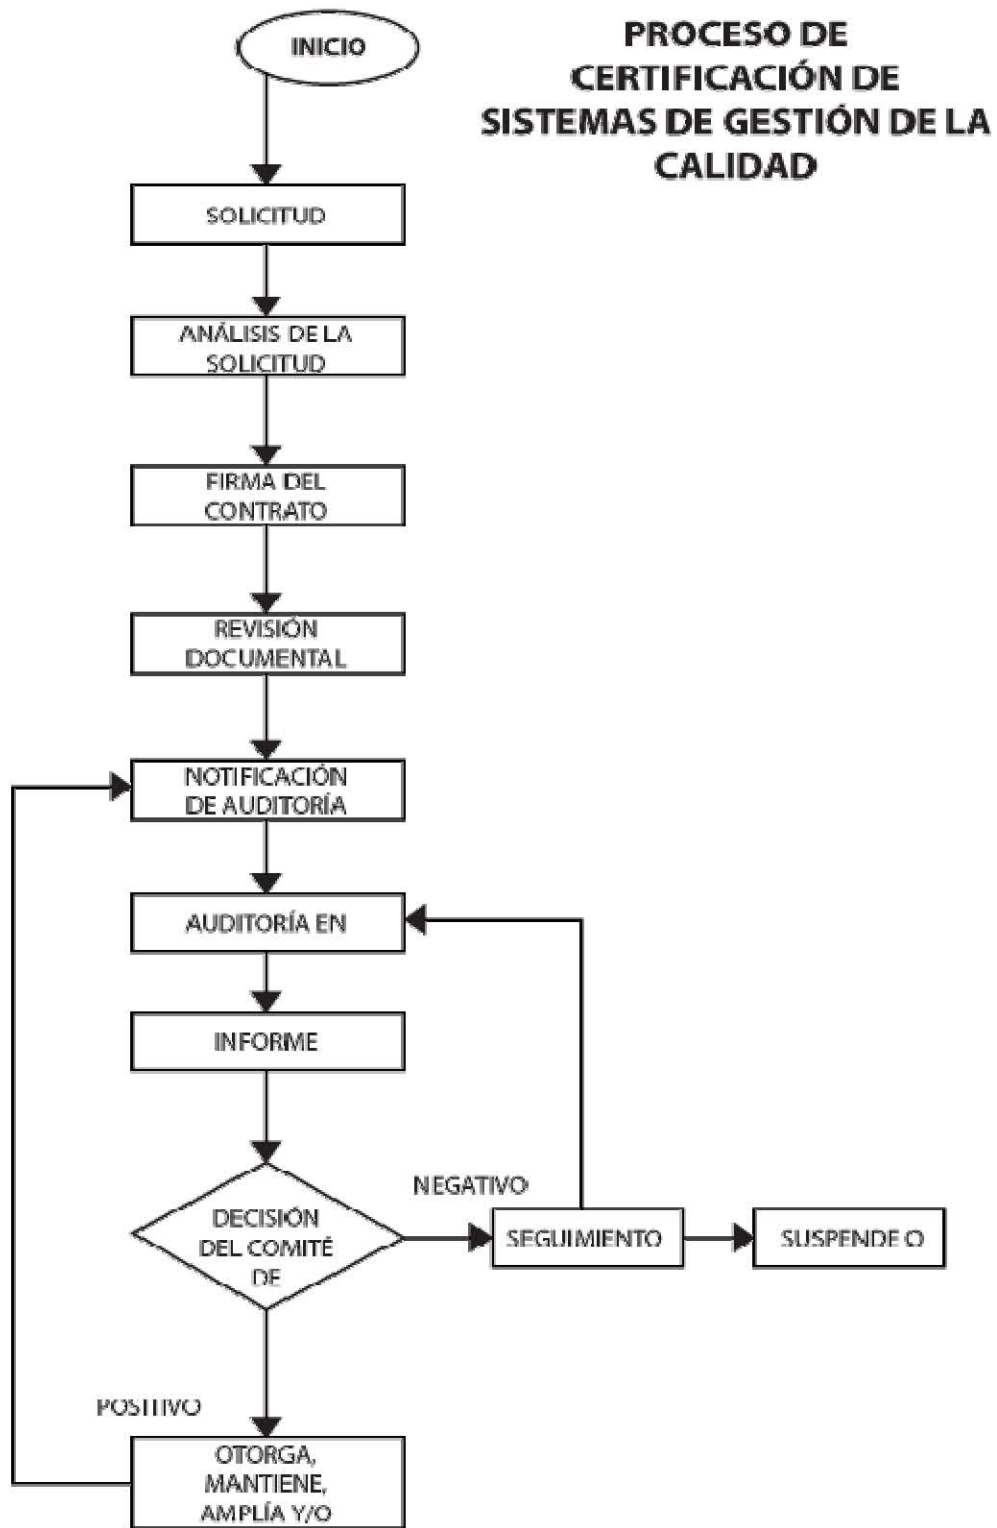 INICIO
PROCESO DE
CERTIFICACIÓN DE
SISTEMAS DE GESTIÓN DE LA
CALIDAD
SOLICITUD
ANÁLISIS DE LA
SOLICITUD
FIRMA DEL
CONTRATO
REVISIÓN
DOCUMENTAL
NOTIFICACIÓN
DE AUDITORÍA
AUDITORÍA EN
INFORME
DECISIÓN
DEL COMITÉ
DE
NEGATIVO
SEGUIMIENTO
SUSPENDE O
POSITIVO
OTORGA,
MANTIENE,
AMPLÍA Y/O